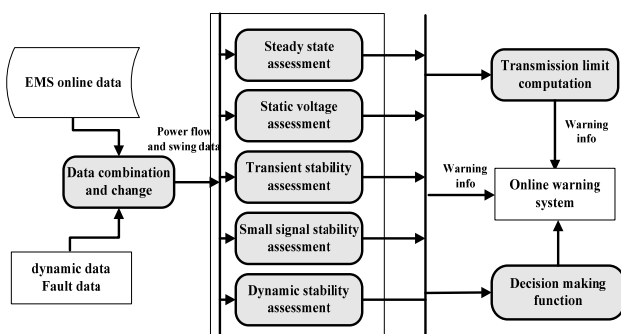 EMS online data
Data combination
and change
dynamic data
Fault data
Power flow
and swing data
Steady state
assessment
Static voltage
assessment
Transient stability
assessment
Small signal stability
assessment
Dynamic stability
assessment
Warning
info
Transmission limit
computation
Warning
info
Online warning
system
Decision making
function